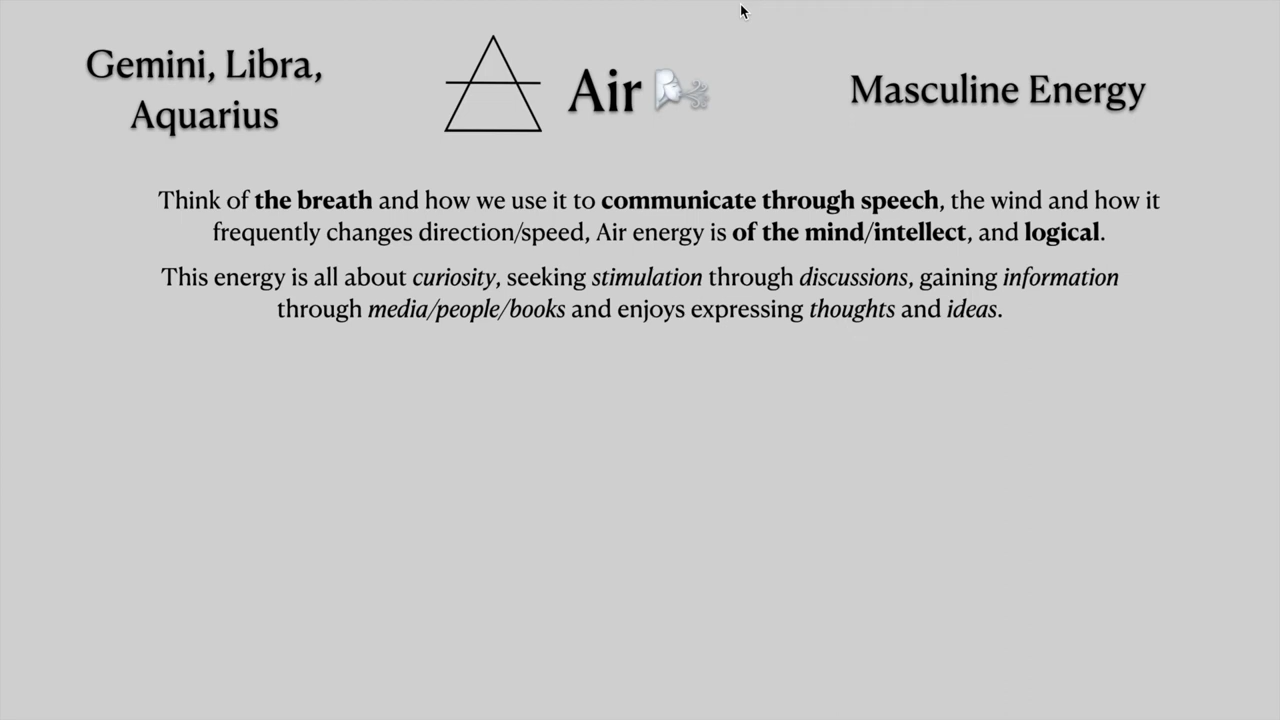 Gemini, Libra,
Aquarius
Air
Masculine Energy
Think of the breath and how we use it to communicate through speech, the wind and how it
frequently changes direction/speed, Air energy is of the mind/intellect, and logical.
This energy is all about curiosity, seeking stimulation through discussions, gaining information
through media/people/books and enjoys expressing thoughts and ideas.